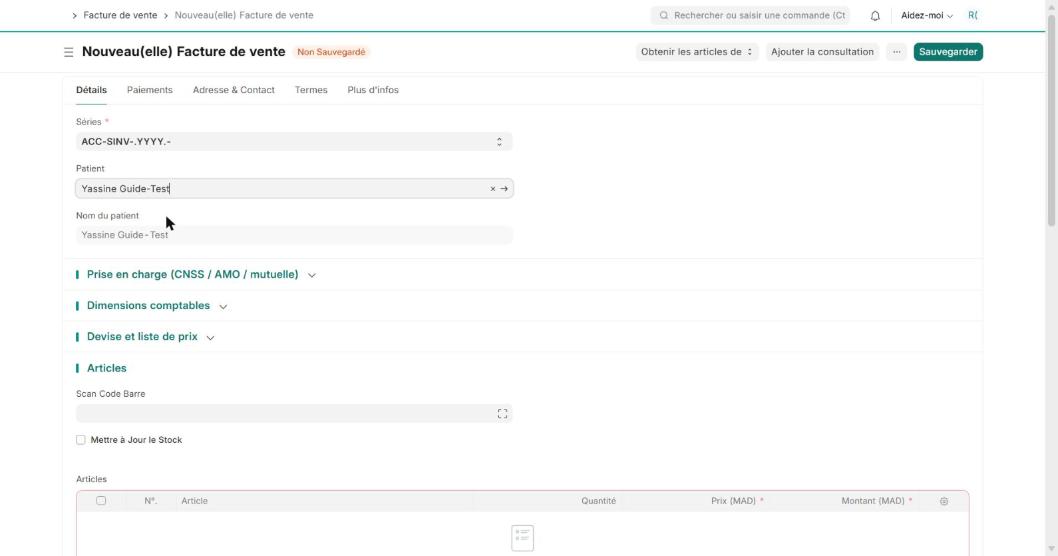 Facture de vente
Nouveau(elle) Facture de vente
Rechercher ou saisir une commande (Ct
Aidez-moi
R(
Nouveau(elle) Facture de vente
Non Sauvegardé
Obtenir les articles de
Ajouter la consultation
...
Sauvegarder
Détails
Paiements
Adresse & Contact
Termes
Plus d'infos
Séries *
ACC-SINV-.YYYY.-
Patient
Yassine Guide-Test
Nom du patient
Yassine Guide-Test
Prise en charge (CNSS / AMO / mutuelle)
Dimensions comptables
Devise et liste de prix
Articles
Scan Code Barre
Mettre à Jour le Stock
Articles
N°.
Article
Quantité
Prix (MAD) *
Montant (MAD) *